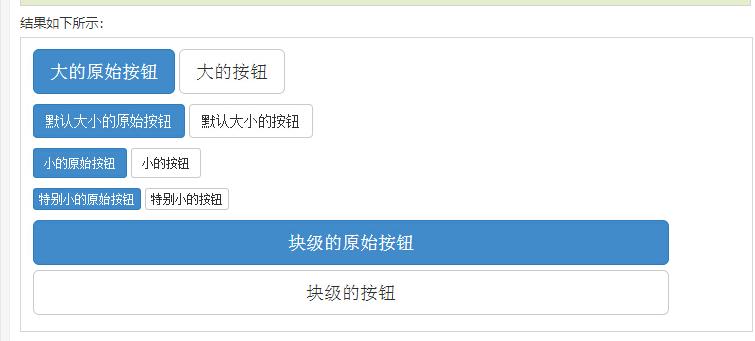 结果如下所示:
大的原始按钮 大的按钮
默认大小的原始按钮 默认大小的按钮
小的原始按钮 小的按钮
特别小的原始按钮 特别小的按钮
块级的原始按钮
块级的按钮